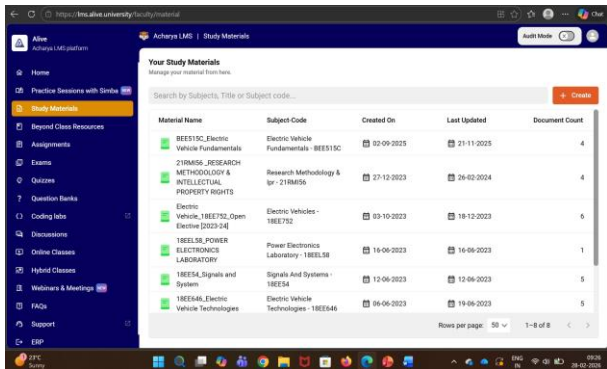 https://lms.alive.university/faculty/material
Chat
Alive
Acharya LMS platform
Acharya LMS | Study Materials
Audit Mode
Home
Practice Sessions with Simba NEW
Study Materials
Beyond Class Resources
Assignments
Exams
Quizzes
Question Banks
Coding labs
Discussions
Online Classes
Hybrid Classes
Webinars & Meetings NEW
FAQs
Support
ERP
Your Study Materials
Manage your material from here.
Search by Subjects, Title or Subject code...
+ Create
Material Name Subject-Code Created On Last Updated Document Count
BEE515C_Electric
Vehicle Fundamentals
Electric Vehicle
Fundamentals - BEE515C
02-09-2025 21-11-2025 4
21RMI56 _RESEARCH
METHODOLOGY &
INTELLECTUAL
PROPERTY RIGHTS
Research Methodology &
Ipr - 21RMI56
27-12-2023 26-02-2024 4
Electric
Vehicle_18EE752_Open
Elective [2023-24]
Electric Vehicles -
18EE752
03-10-2023 18-12-2023 6
18EEL58_POWER
ELECTRONICS
LABORATORY
Power Electronics
Laboratory - 18EEL58
16-06-2023 16-06-2023 1
18EE54_Signals and
System
Signals And Systems -
18EE54
12-06-2023 12-06-2023 5
18EE646_Electric
Vehicle Technologies
Electric Vehicle
Technologies - 18EE646
06-06-2023 19-06-2023 5
Rows per page: 50 1–8 of 8
23°C
Sunny
ENG
IN
09:26
28-02-2026